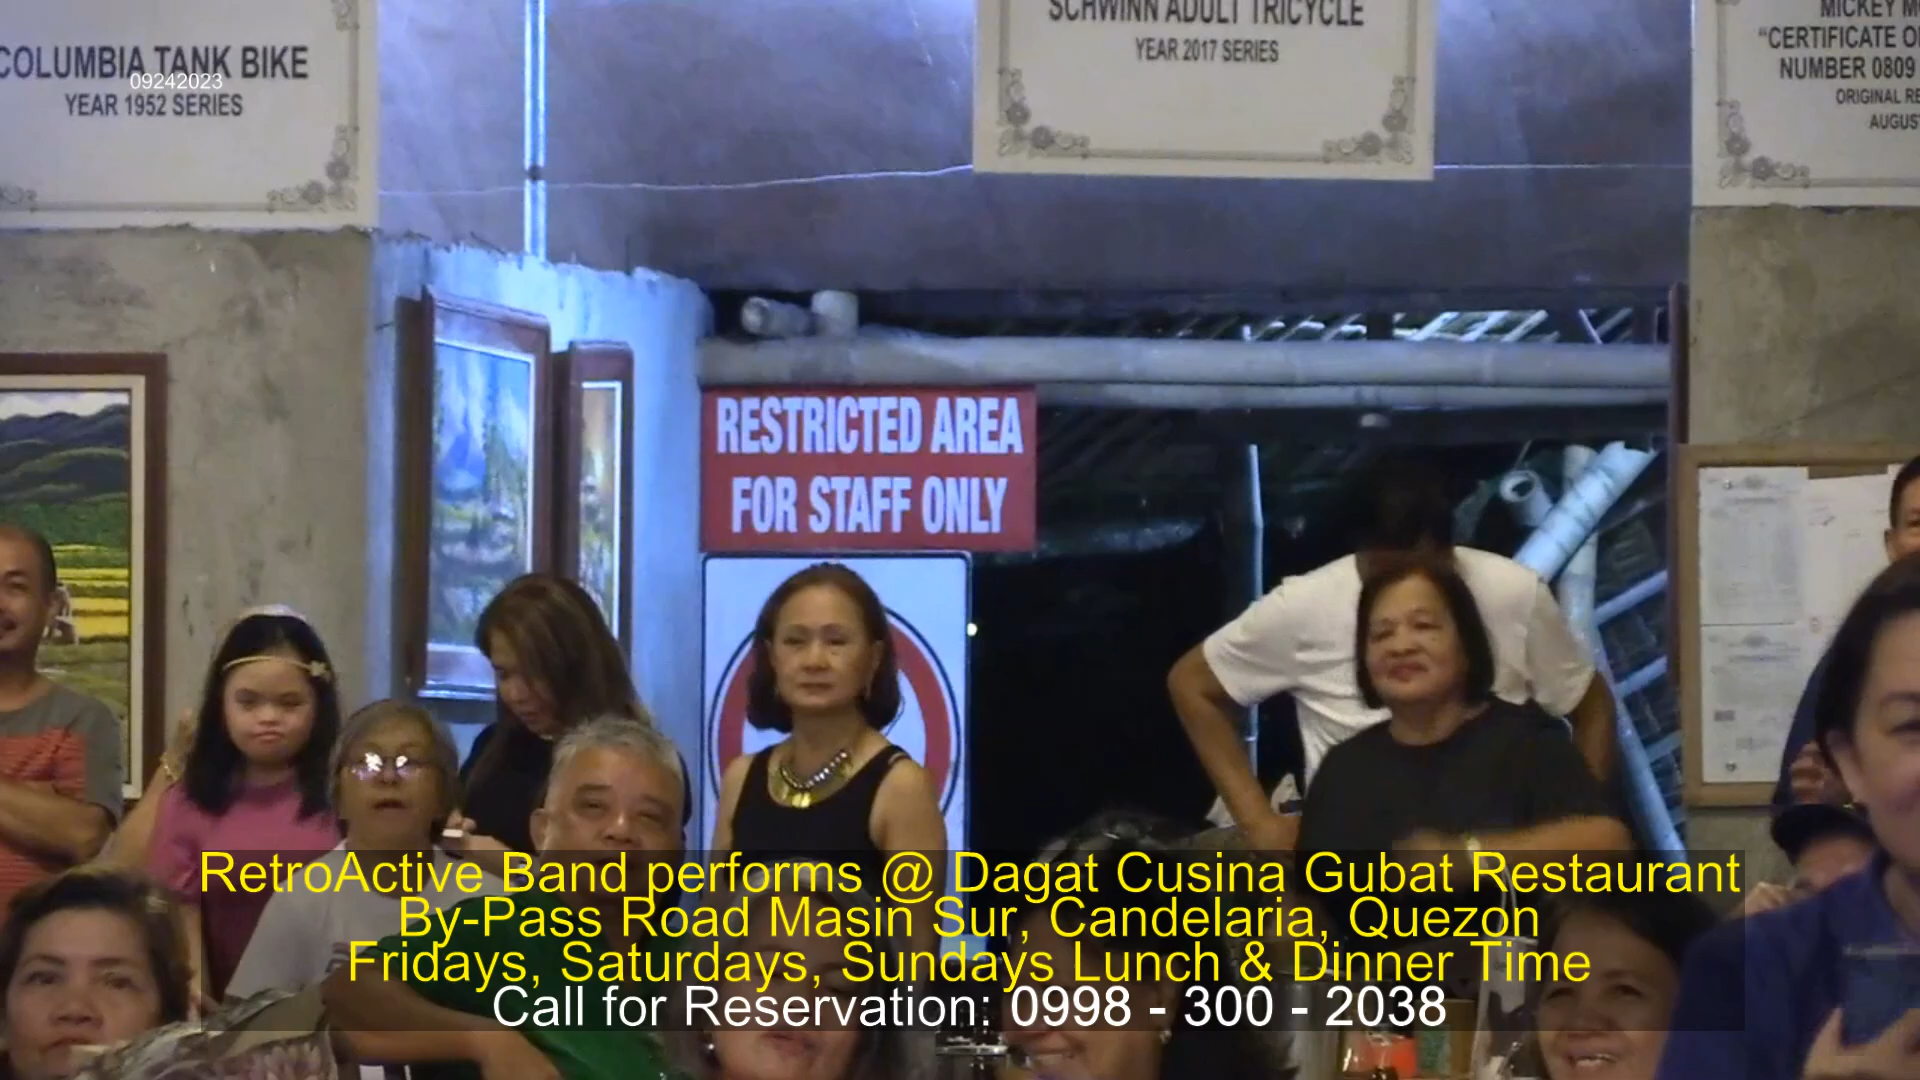 COLUMBIA TANK BIKE
09242023
YEAR 1952 SERIES
SCHWINN ADULT TRICYCLE
YEAR 2017 SERIES
MICKEY
"CERTIFICATE
NUMBER 0809
ORIGINAL
RESTRICTED AREA
FOR STAFF ONLY
RetroActive Band performs @ Dagat Cusina Gubat Restaurant
By-Pass Road Masin Sur, Candelaria, Quezon
Fridays, Saturdays, Sundays Lunch & Dinner Time
Call for Reservation: 0998 - 300 - 2038